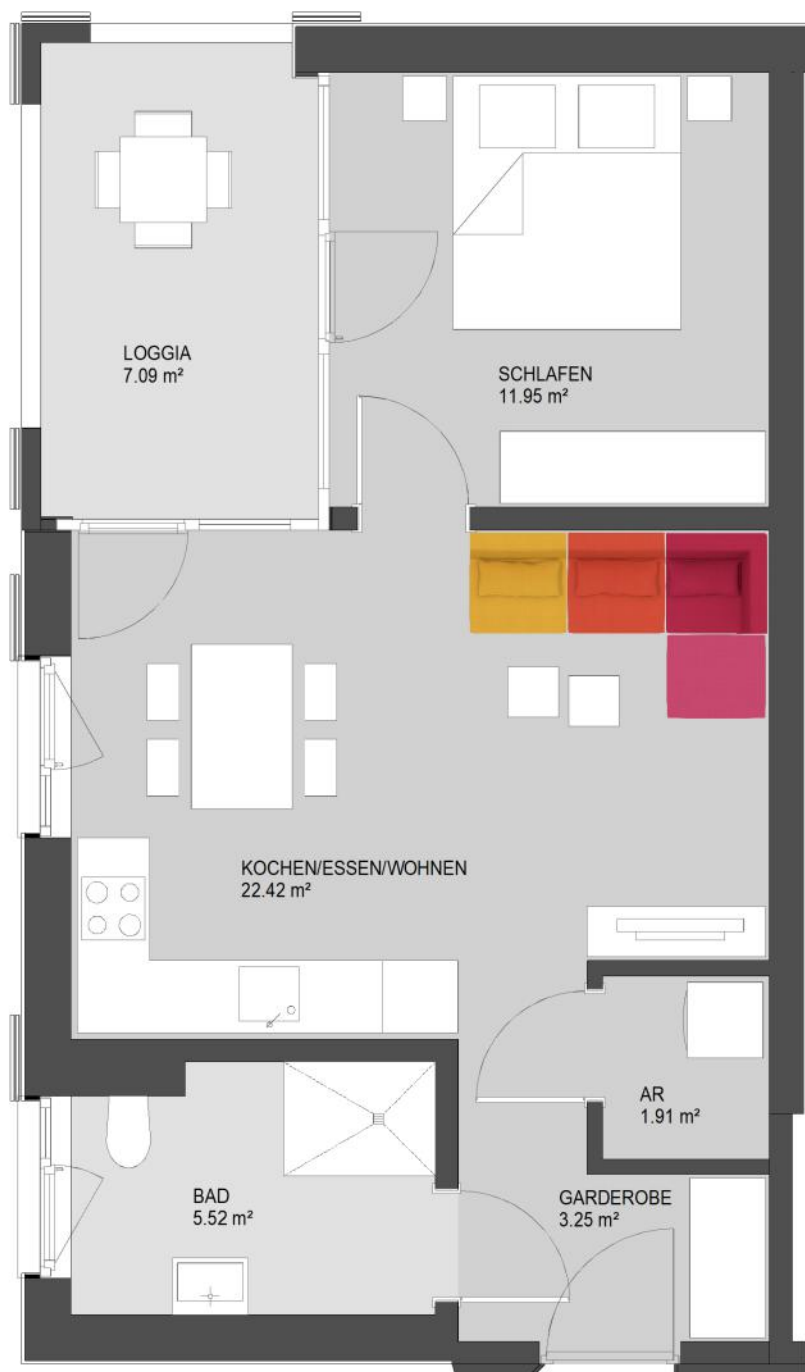 LOGGIA
7.09 m²
SCHLAFEN
11.95 m²
KOCHEN/ESSEN/WOHNEN
22.42 m²
AR
1.91 m²
BAD
5.52 m²
GARDEROBE
3.25 m²